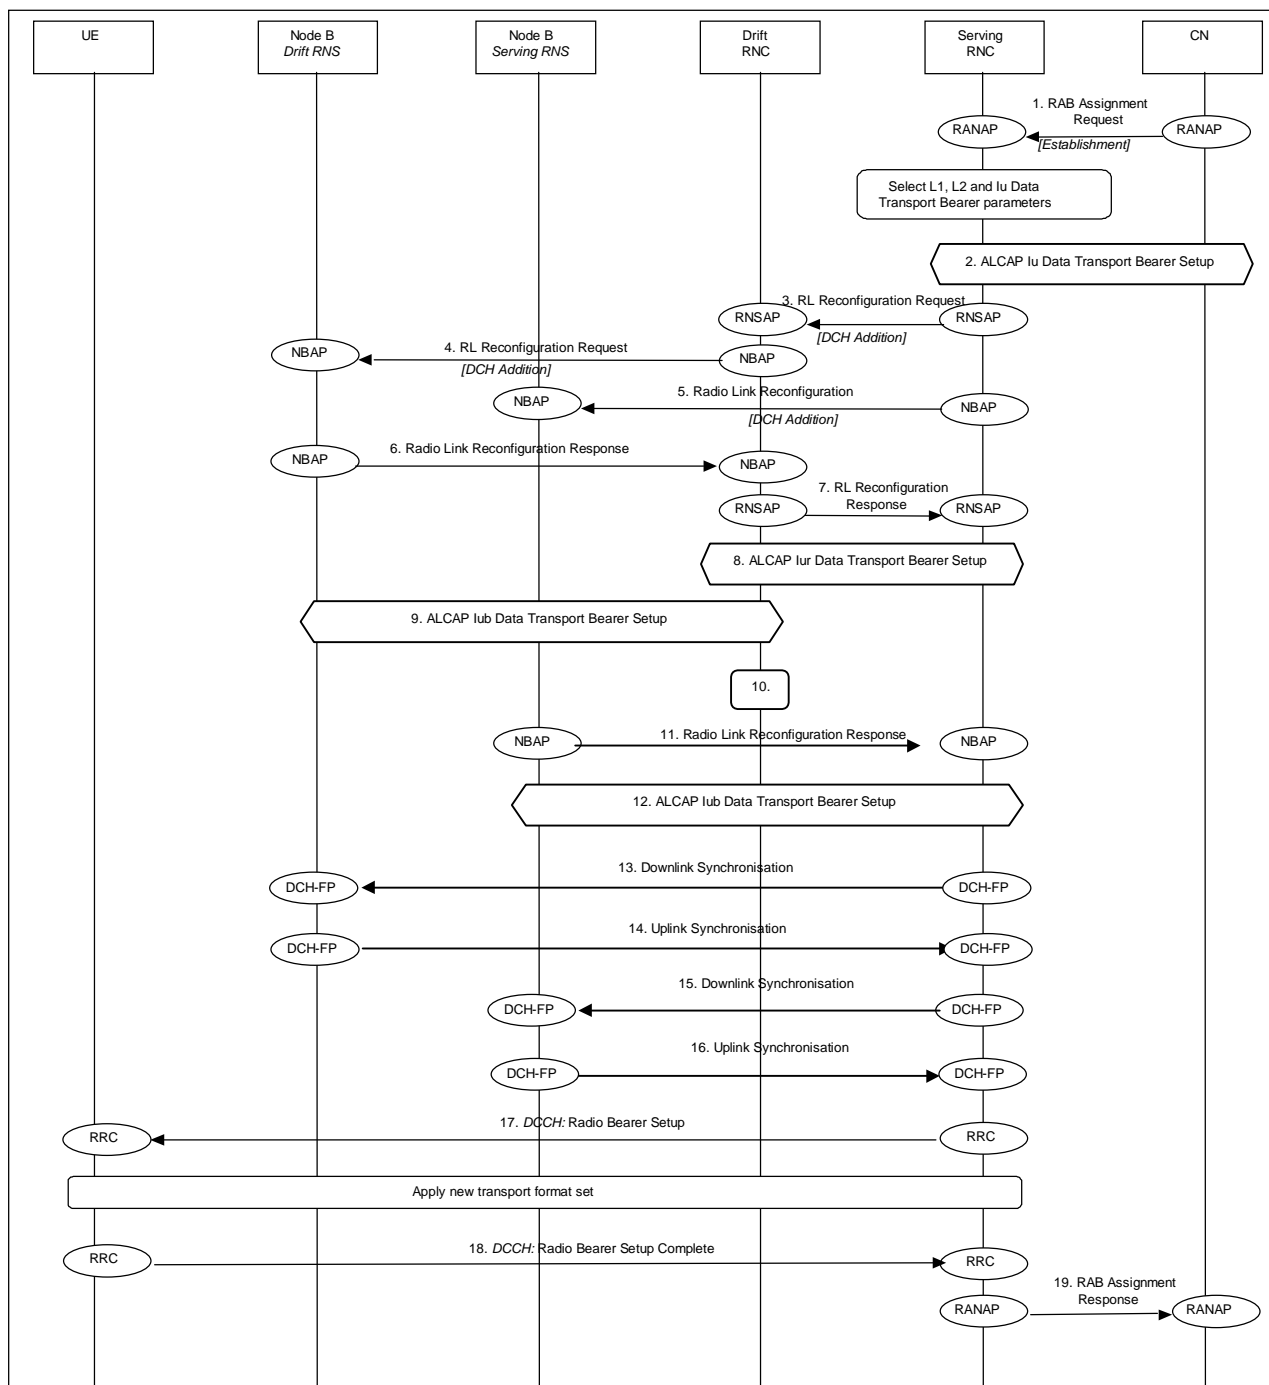 UE
Node B
Drift RNS
Node B
Serving RNS
Drift
RNC
Serving
RNC
CN
1. RAB Assignment
Request
RANAP
RANAP
[Establishment]
Select L1, L2 and Iu Data
Transport Bearer parameters
2. ALCAP Iu Data Transport Bearer Setup
3. RL Reconfiguration Request
RNSAP
RNSAP
[DCH Addition]
4. RL Reconfiguration Request
NBAP
NBAP
[DCH Addition]
5. Radio Link Reconfiguration
NBAP
NBAP
[DCH Addition]
6. Radio Link Reconfiguration Response
NBAP
NBAP
7. RL Reconfiguration
Response
RNSAP
RNSAP
8. ALCAP Iur Data Transport Bearer Setup
9. ALCAP Iub Data Transport Bearer Setup
10.
NBAP
11. Radio Link Reconfiguration Response
NBAP
12. ALCAP Iub Data Transport Bearer Setup
13. Downlink Synchronisation
DCH-FP
DCH-FP
14. Uplink Synchronisation
DCH-FP
DCH-FP
15. Downlink Synchronisation
DCH-FP
DCH-FP
16. Uplink Synchronisation
DCH-FP
DCH-FP
17. DCCH: Radio Bearer Setup
RRC
RRC
Apply new transport format set
18. DCCH: Radio Bearer Setup Complete
RRC
RRC
19. RAB Assignment
Response
RANAP
RANAP